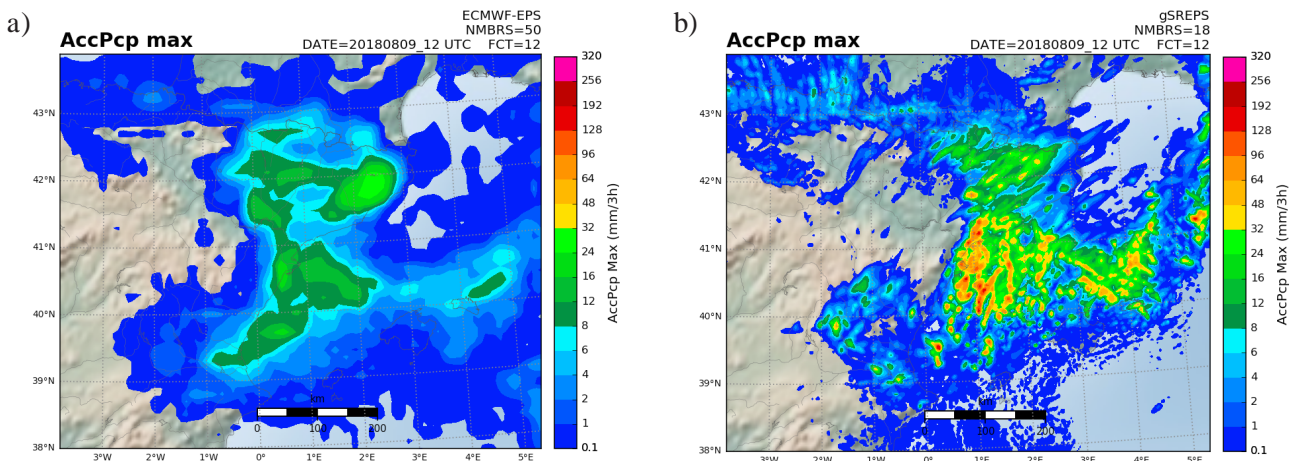 a)
ECMWF-EPS
NMBRS=50
AccPcp max
DATE=20180809_12 UTC FCT=12
43°N
42°N
41°N
40°N
39°N
38°N
3°W
2°W
1°W
0°
1°E
2°E
3°E
4°E
5°E
km
0
100
200
320
256
192
128
96
64
48
32
24
16
12
8
6
4
2
1
0.1
AccPcp Max (mm/3h)
b)
gSREPS
NMBRS=18
AccPcp max
DATE=20180809_12 UTC FCT=12
43°N
42°N
41°N
40°N
39°N
38°N
3°W
2°W
1°W
0°
1°E
2°E
3°E
4°E
5°E
km
0
100
200
320
256
192
128
96
64
48
32
24
16
12
8
6
4
2
1
0.1
AccPcp Max (mm/3h)